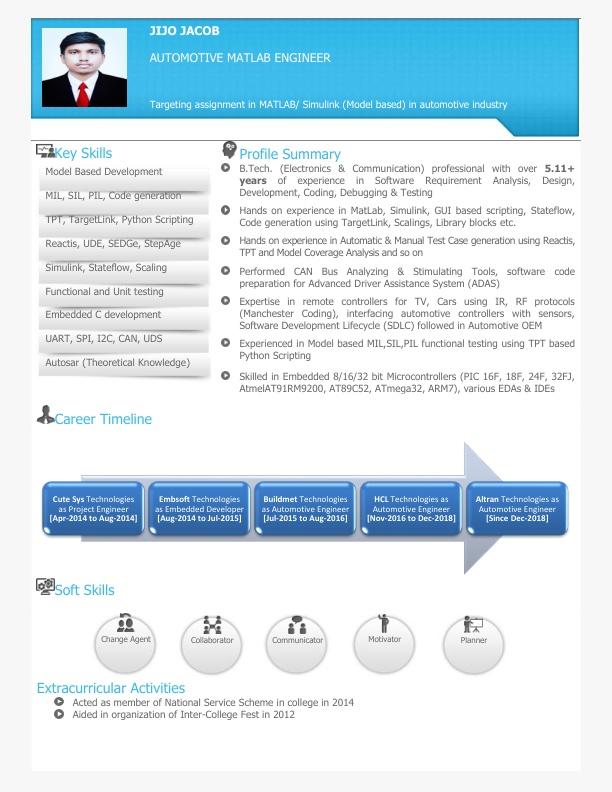 JIJO JACOB
AUTOMOTIVE MATLAB ENGINEER
Targeting assignment in MATLAB/ Simulink (Model based) in automotive industry
Key Skills
Model Based Development
MIL, SIL, PIL, Code generation
TPT, TargetLink, Python Scripting
Reactis, UDE, SEDGe, StepAge
Simulink, Stateflow, Scaling
Functional and Unit testing
Embedded C development
UART, SPI, I2C, CAN, UDS
Autosar (Theoretical Knowledge)
Profile Summary
B.Tech. (Electronics & Communication) professional with over 5.11+
years of experience in Software Requirement Analysis, Design,
Development, Coding, Debugging & Testing
Hands on experience in MatLab, Simulink, GUI based scripting, Stateflow,
Code generation using TargetLink, Scalings, Library blocks etc.
Hands on experience in Automatic & Manual Test Case generation using Reactis,
TPT and Model Coverage Analysis and so on
Performed CAN Bus Analyzing & Stimulating Tools, software code
preparation for Advanced Driver Assistance System (ADAS)
Expertise in remote controllers for TV, Cars using IR, RF protocols
(Manchester Coding), interfacing automotive controllers with sensors,
Software Development Lifecycle (SDLC) followed in Automotive OEM
Experienced in Model based MIL,SIL,PIL functional testing using TPT based
Python Scripting
Skilled in Embedded 8/16/32 bit Microcontrollers (PIC 16F, 18F, 24F, 32FJ,
AtmelAT91RM9200, AT89C52, ATmega32, ARM7), various EDAs & IDEs
Career Timeline
Cute Sys Technologies
as Project Engineer
[Apr-2014 to Aug-2014]
Embsoft Technologies
as Embedded Developer
[Aug-2014 to Jul-2015]
Buildmet Technologies
as Automotive Engineer
[Jul-2015 to Aug-2016]
HCL Technologies as
Automotive Engineer
[Nov-2016 to Dec-2018]
Altran Technologies as
Automotive Engineer
[Since Dec-2018]
Soft Skills
Change Agent
Collaborator
Communicator
Motivator
Planner
Extracurricular Activities
Acted as member of National Service Scheme in college in 2014
Aided in organization of Inter-College Fest in 2012